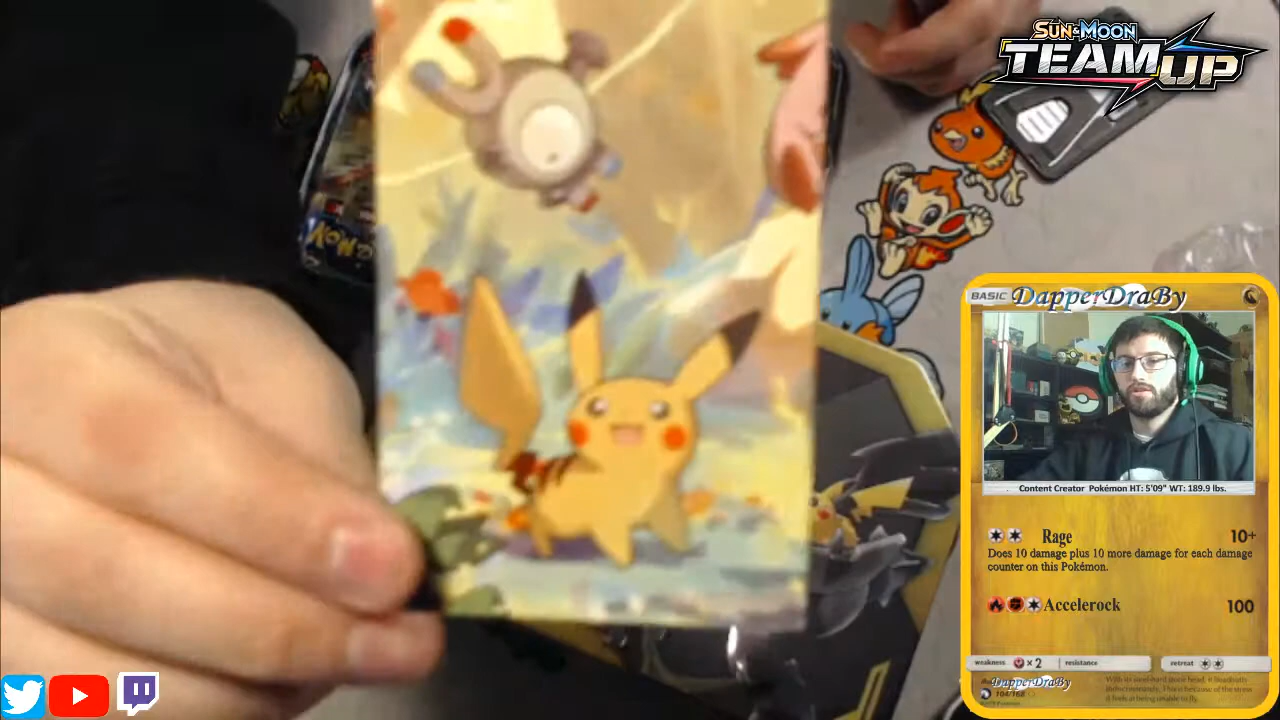 SUN & MOON
TEAM UP
BASIC DapperDraBy
Content Creator Pokémon HT: 5'09" WT: 189.9 lbs.
Rage 10+
Does 10 damage plus 10 more damage for each damage
counter on this Pokémon.
Accelerock 100
weakness × 2 resistance retreat
DapperDraBy
104/168